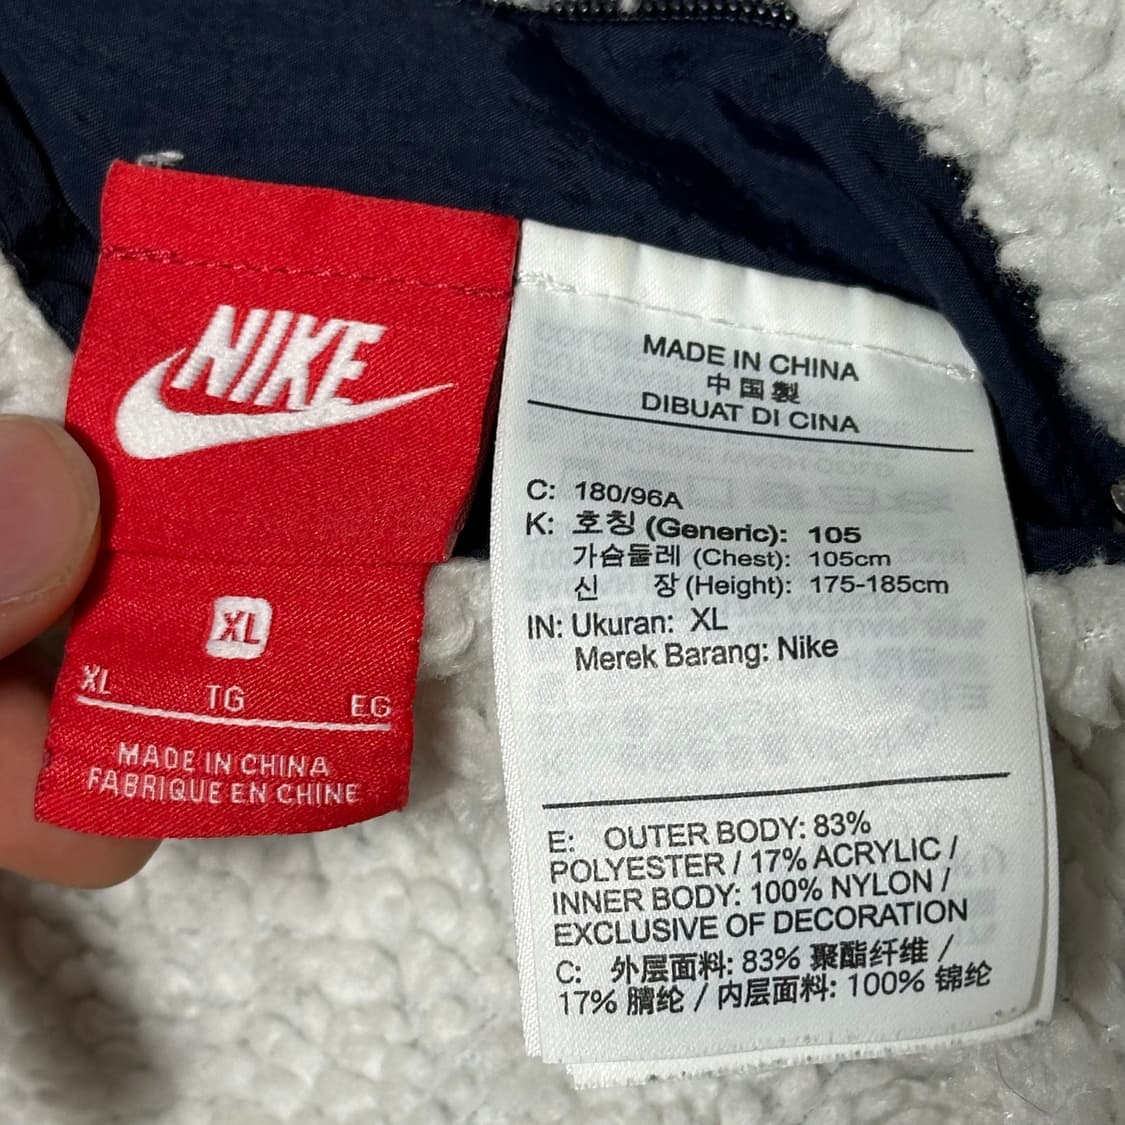 NIKE
XL
XL TG EG
MADE IN CHINA
FABRIQUE EN CHINE
MADE IN CHINA
中国製
DIBUAT DI CINA
C: 180/96A
K: 호칭 (Generic): 105
가슴둘레 (Chest): 105cm
신 장 (Height): 175-185cm
IN: Ukuran: XL
Merek Barang: Nike
E: OUTER BODY: 83%
POLYESTER / 17% ACRYLIC /
INNER BODY: 100% NYLON /
EXCLUSIVE OF DECORATION
C: 外层面料: 83% 聚酯纤维 /
17% 腈纶 / 内层面料: 100% 锦纶